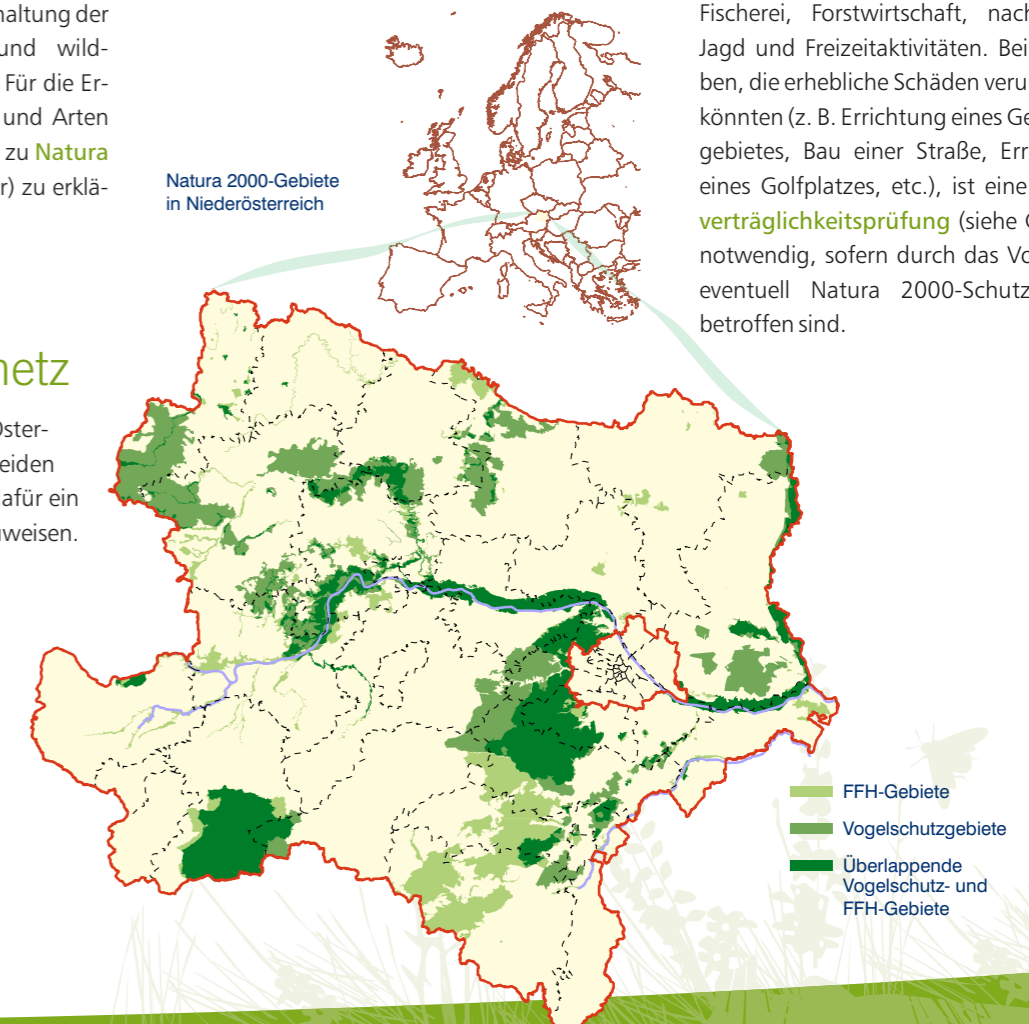 haltung der
und wild-
Für die Er-
und Arten
zu Natura
r) zu erklä-
netz
Öster-
eiden
dafür ein
weisen.
Natura 2000-Gebiete
in Niederösterreich
Fischerei, Forstwirtschaft, nach
Jagd und Freizeitaktivitäten. Bei
ben, die erhebliche Schäden veru
könnten (z. B. Errichtung eines Ge
gebietes, Bau einer Straße, Err
eines Golfplatzes, etc.), ist eine
verträglichkeitsprüfung (siehe
notwendig, sofern durch das Vo
eventuell Natura 2000-Schutz
betroffen sind.
FFH-Gebiete
Vogelschutzgebiete
Überlappende
Vogelschutz- und
FFH-Gebiete